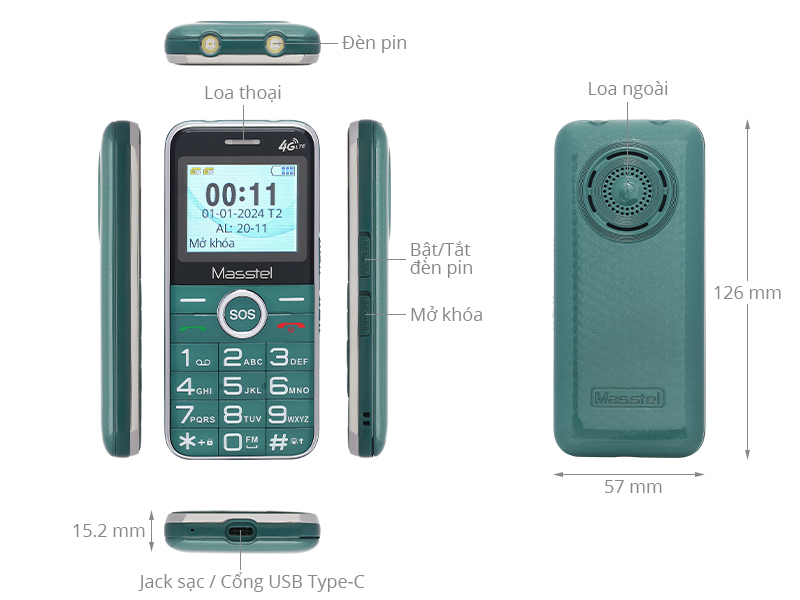 Đèn pin
Loa thoại
Loa ngoài
4G LTE
00:11
01-01-2024 T2
AL: 20-11
Mở khóa
Masstel
Bật/Tắt
đèn pin
Mở khóa
SOS
1 2 ABC 3 DEF
4 GHI 5 JKL 6 MNO
7 PQRS 8 TUV 9 WXYZ
* + 0 FM #
126 mm
Masstel
57 mm
15.2 mm
Jack sạc / Cổng USB Type-C